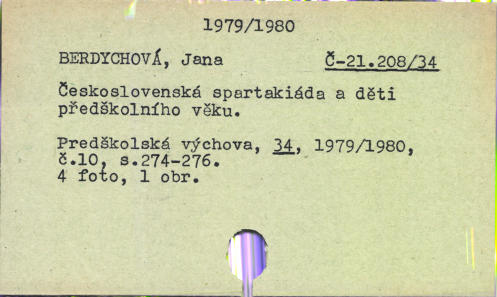 1979/1980
BERDYCHOVÁ, Jana Č-21.208/34
Československá spartakiáda a děti
předškolního věku.
Predškolská výchova, 34, 1979/1980,
č.10, s.274-276.
4 foto, 1 obr.